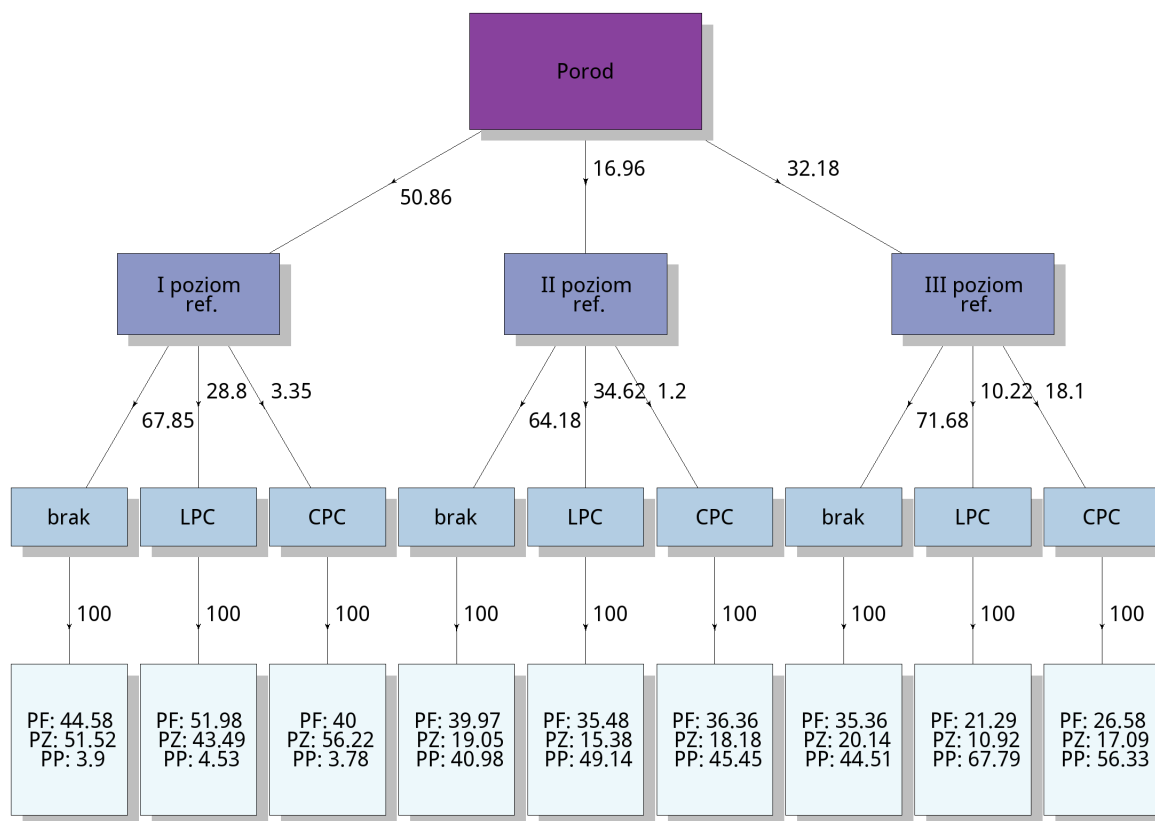 Porod
16.96
32.18
50.86
I poziom
ref.
II poziom
ref.
III poziom
ref.
28.8
3.35
34.62
1.2
10.22
18.1
67.85
64.18
71.68
brak
LPC
CPC
brak
LPC
CPC
brak
LPC
CPC
100
100
100
100
100
100
100
100
100
PF: 44.58
PZ: 51.52
PP: 3.9
PF: 51.98
PZ: 43.49
PP: 4.53
PF: 40
PZ: 56.22
PP: 3.78
PF: 39.97
PZ: 19.05
PP: 40.98
PF: 35.48
PZ: 15.38
PP: 49.14
PF: 36.36
PZ: 18.18
PP: 45.45
PF: 35.36
PZ: 20.14
PP: 44.51
PF: 21.29
PZ: 10.92
PP: 67.79
PF: 26.58
PZ: 17.09
PP: 56.33